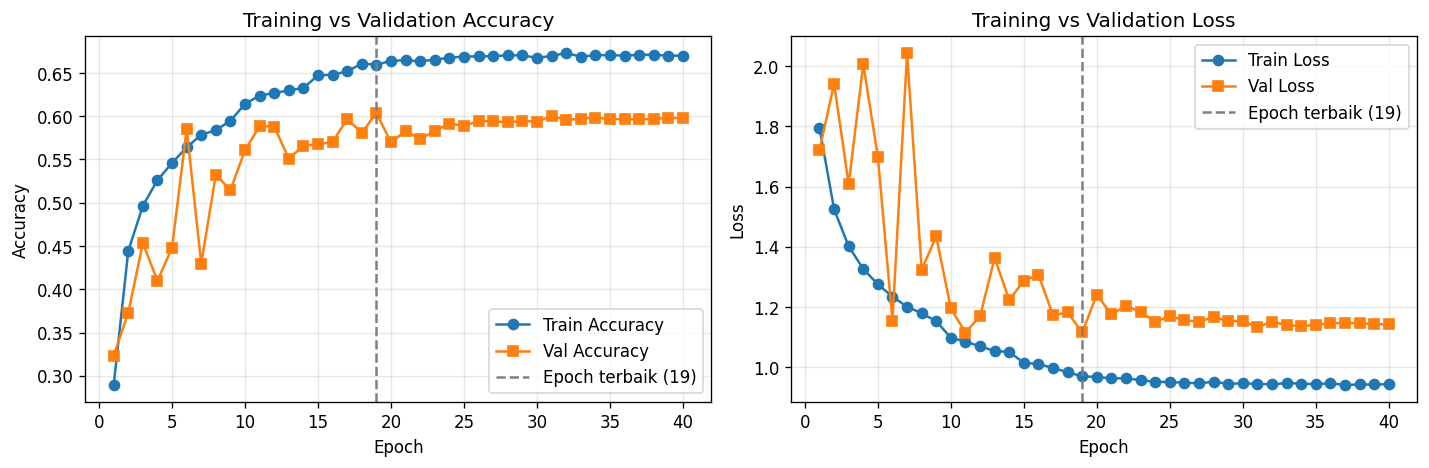 Training vs Validation Accuracy
Accuracy
0.65
0.60
0.55
0.50
0.45
0.40
0.35
0.30
Train Accuracy
Val Accuracy
Epoch terbaik (19)
0 5 10 15 20 25 30 35 40
Epoch
Training vs Validation Loss
Loss
2.0
1.8
1.6
1.4
1.2
1.0
Train Loss
Val Loss
Epoch terbaik (19)
0 5 10 15 20 25 30 35 40
Epoch